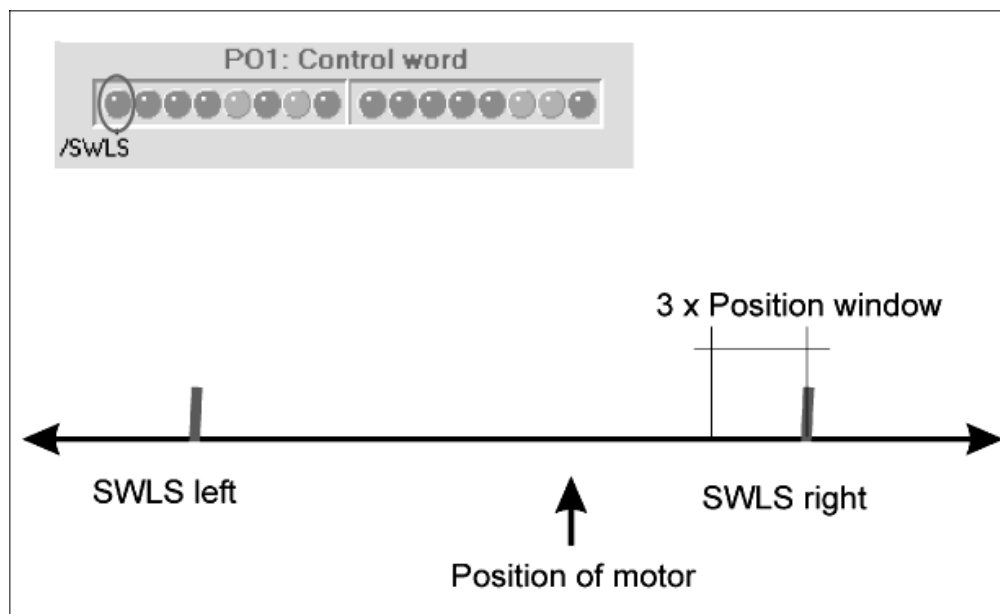 PO1: Control word
/SWLS
3 x Position window
SWLS left
SWLS right
Position of motor